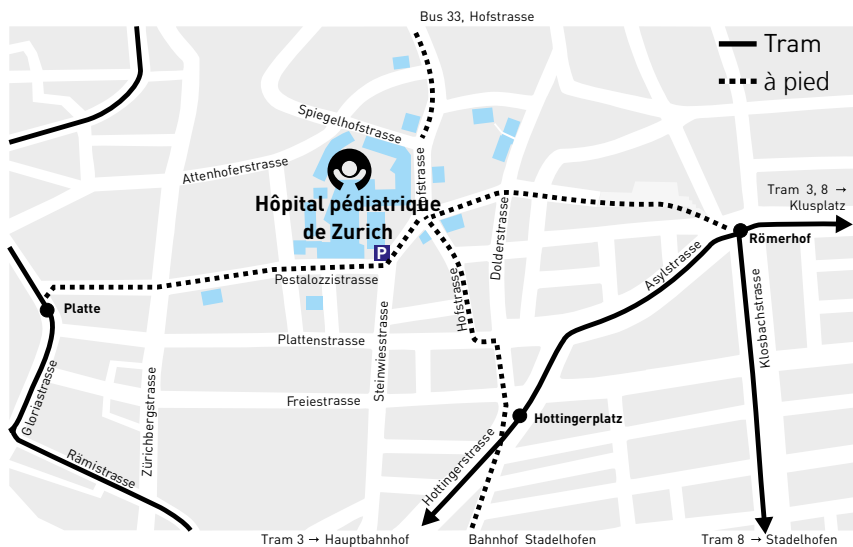 Bus 33, Hofstrasse
Tram
à pied
Spiegelhofstrasse
Attenhoferstrasse
Hofstrasse
Hôpital pédiatrique
de Zurich
P
Tram 3, 8 →
Klusplatz
Römerhof
Dolderstrasse
Asylstrasse
Pestalozzistrasse
Hofstrasse
Platte
Plattenstrasse
Steinwiesstrasse
Klosbachstrasse
Gloriastrasse
Zürichbergstrasse
Freiestrasse
Hottingerplatz
Hottingerstrasse
Rämistrasse
Tram 3 → Hauptbahnhof
Bahnhof Stadelhofen
Tram 8 → Stadelhofen